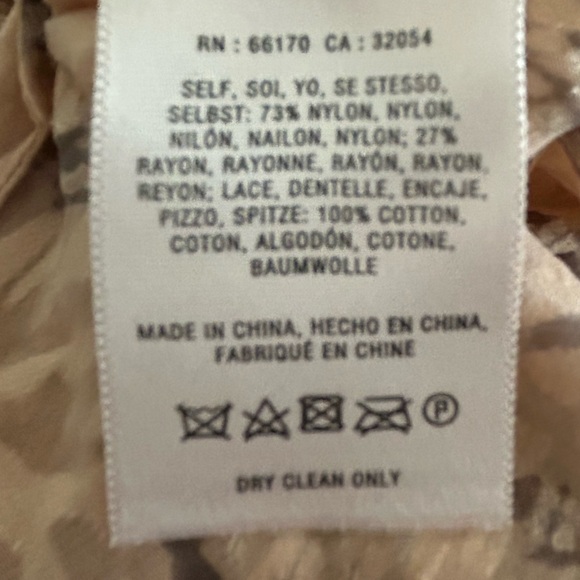 RN : 66170 CA : 32054
SELF, SOI, YO, SE STESSO,
SELBST: 73% NYLON, NYLON,
NILÓN, NAILON, NYLON; 27%
RAYON, RAYONNE, RAYÓN, RAYON,
REYON; LACE, DENTELLE, ENCAJE,
PIZZO, SPITZE: 100% COTTON,
COTON, ALGODÓN, COTONE,
BAUMWOLLE
MADE IN CHINA, HECHO EN CHINA,
FABRIQUÉ EN CHINE
P
DRY CLEAN ONLY